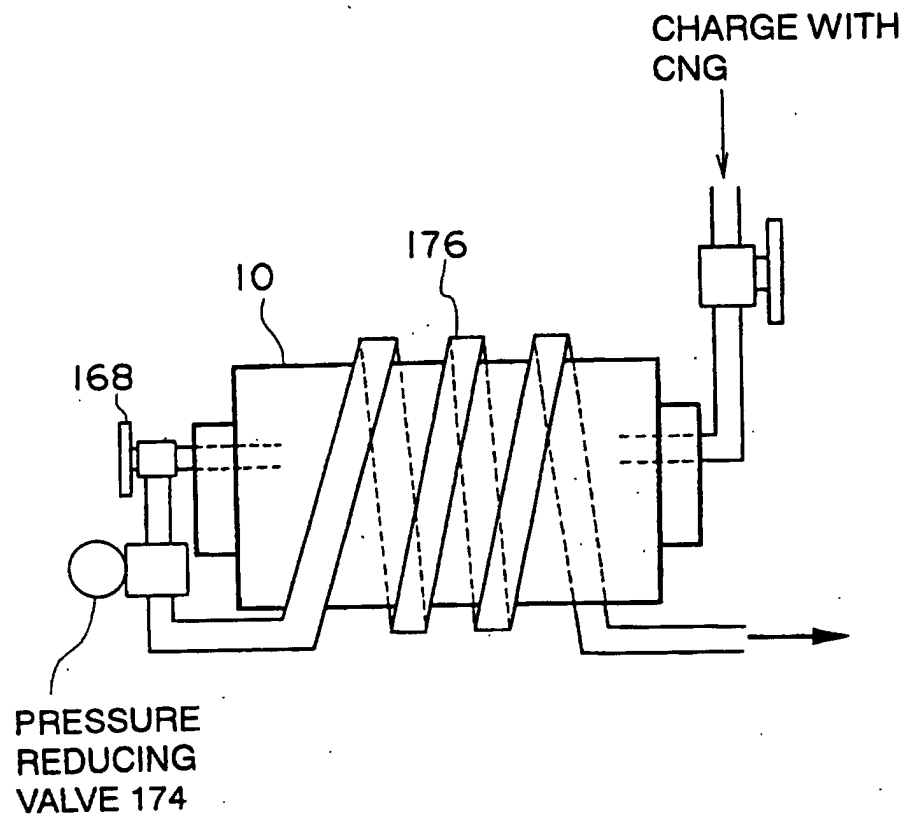 CHARGE WITH
CNG
176
10
168
PRESSURE
REDUCING
VALVE 174